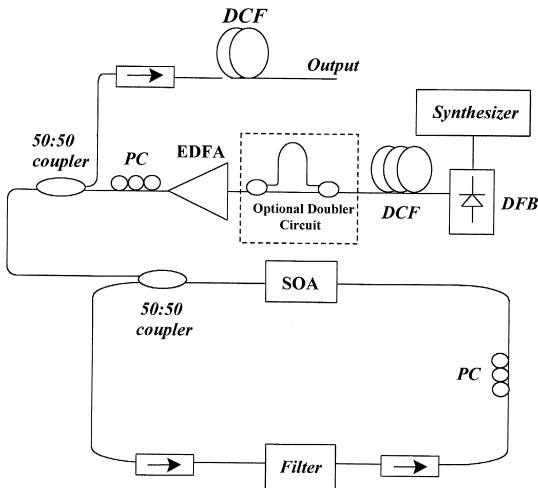 DCF
Output
Synthesizer
50:50
coupler
PC
EDFA
Optional Doubler
Circuit
DCF
DFB
50:50
coupler
SOA
PC
Filter